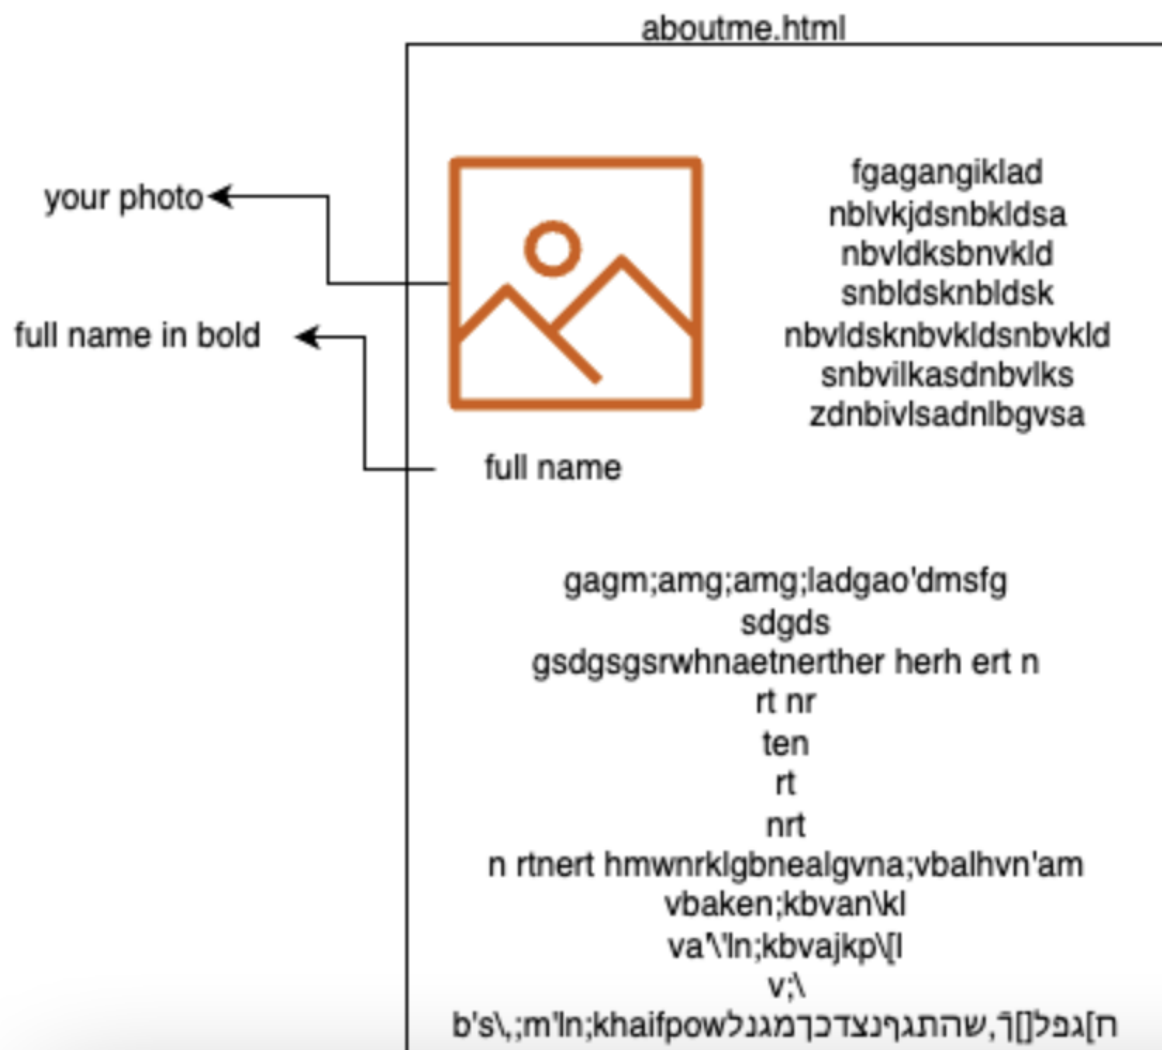 aboutme.html
your photo
fgagangiklad
nblvkjdsnbkldsa
nbvldksbnvkld
snbldsknbldsk
nbvldsknbvkldsnbvkld
snbvilkasdnbvlks
zdnbivlsadnlbgvsa
full name in bold
full name
gagm;amg;amg;ladgao'dmsfg
sdgds
gsdgsgsrwhnaetnerther herh ert n
rt nr
ten
rt
nrt
n rtnert hmwnrklgbnealgvna;vbalhvn'am
vbaken;kbvan\kl
va'\'ln;kbvajkp\[l
v;\